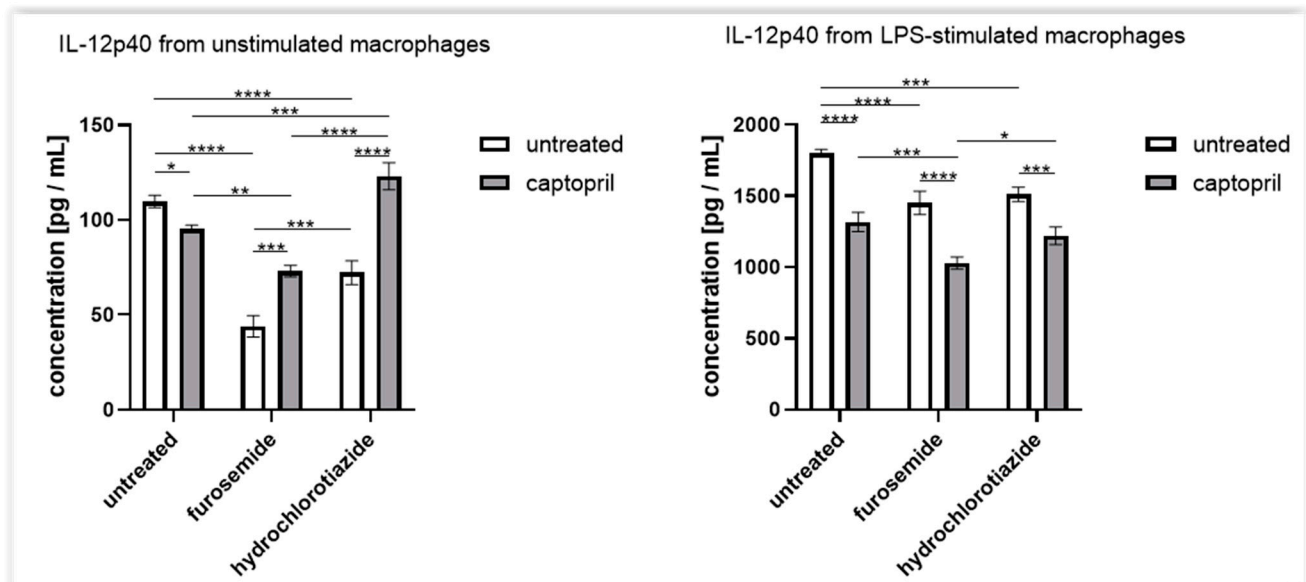 IL-12p40 from unstimulated macrophages
****
***
****
****
****
*
**
***
***
concentration [pg / mL]
150
100
50
0
untreated
furosemide
hydrochlorotiazide
untreated
captopril
IL-12p40 from LPS-stimulated macrophages
***
****
****
*
***
***
****
concentration [pg / mL]
2000
1500
1000
500
0
untreated
furosemide
hydrochlorotiazide
untreated
captopril